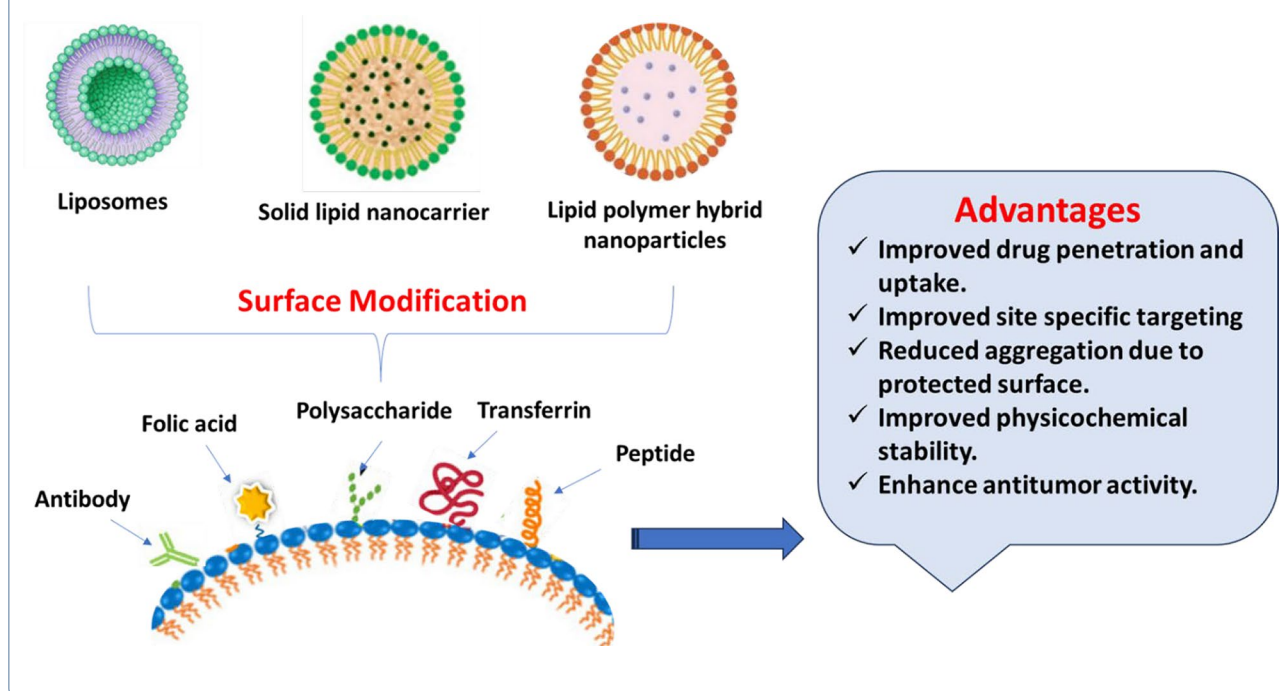 Liposomes
Solid lipid nanocarrier
Lipid polymer hybrid
nanoparticles
Surface Modification
Folic acid
Polysaccharide
Transferrin
Peptide
Antibody
Advantages
✓ Improved drug penetration and
uptake.
✓ Improved site specific targeting
✓ Reduced aggregation due to
protected surface.
✓ Improved physicochemical
stability.
✓ Enhance antitumor activity.